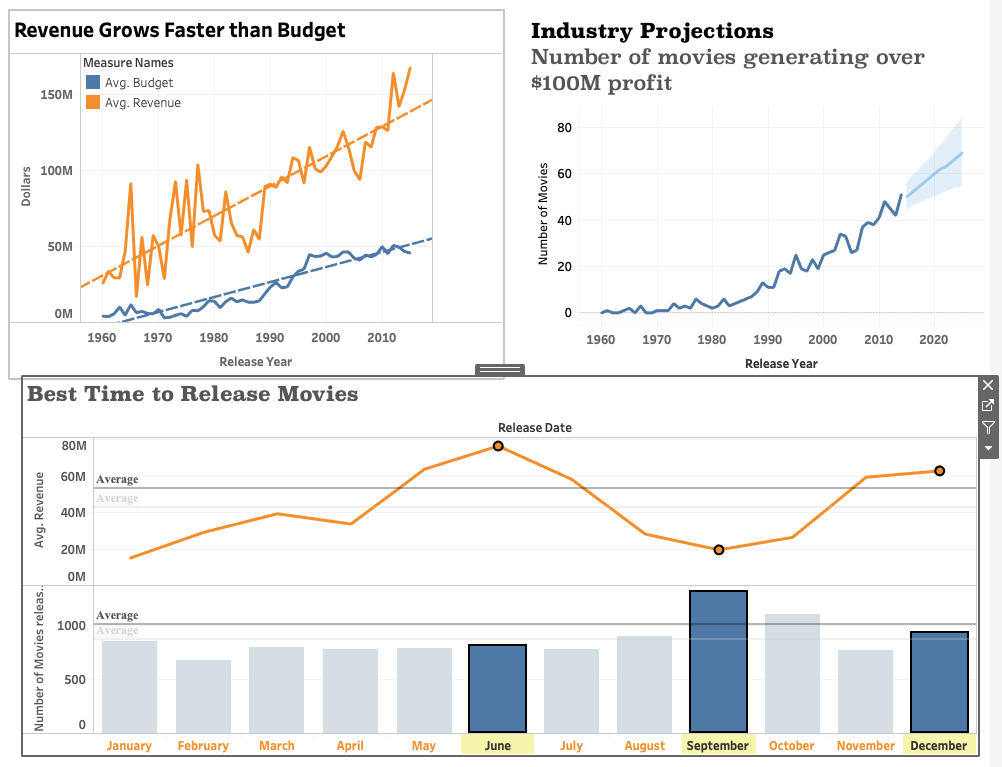 Revenue Grows Faster than Budget
Measure Names
Avg. Budget
Avg. Revenue
150M
100M
50M
0M
Dollars
1960
1970
1980
1990
2000
2010
Release Year
Industry Projections
Number of movies generating over
$100M profit
80
60
40
20
0
Number of Movies
1960
1970
1980
1990
2000
2010
2020
Release Year
Best Time to Release Movies
Release Date
80M
60M
40M
20M
0M
Avg. Revenue
Average
Average
1000
500
0
Number of Movies releas..
Average
Average
January
February
March
April
May
June
July
August
September
October
November
December